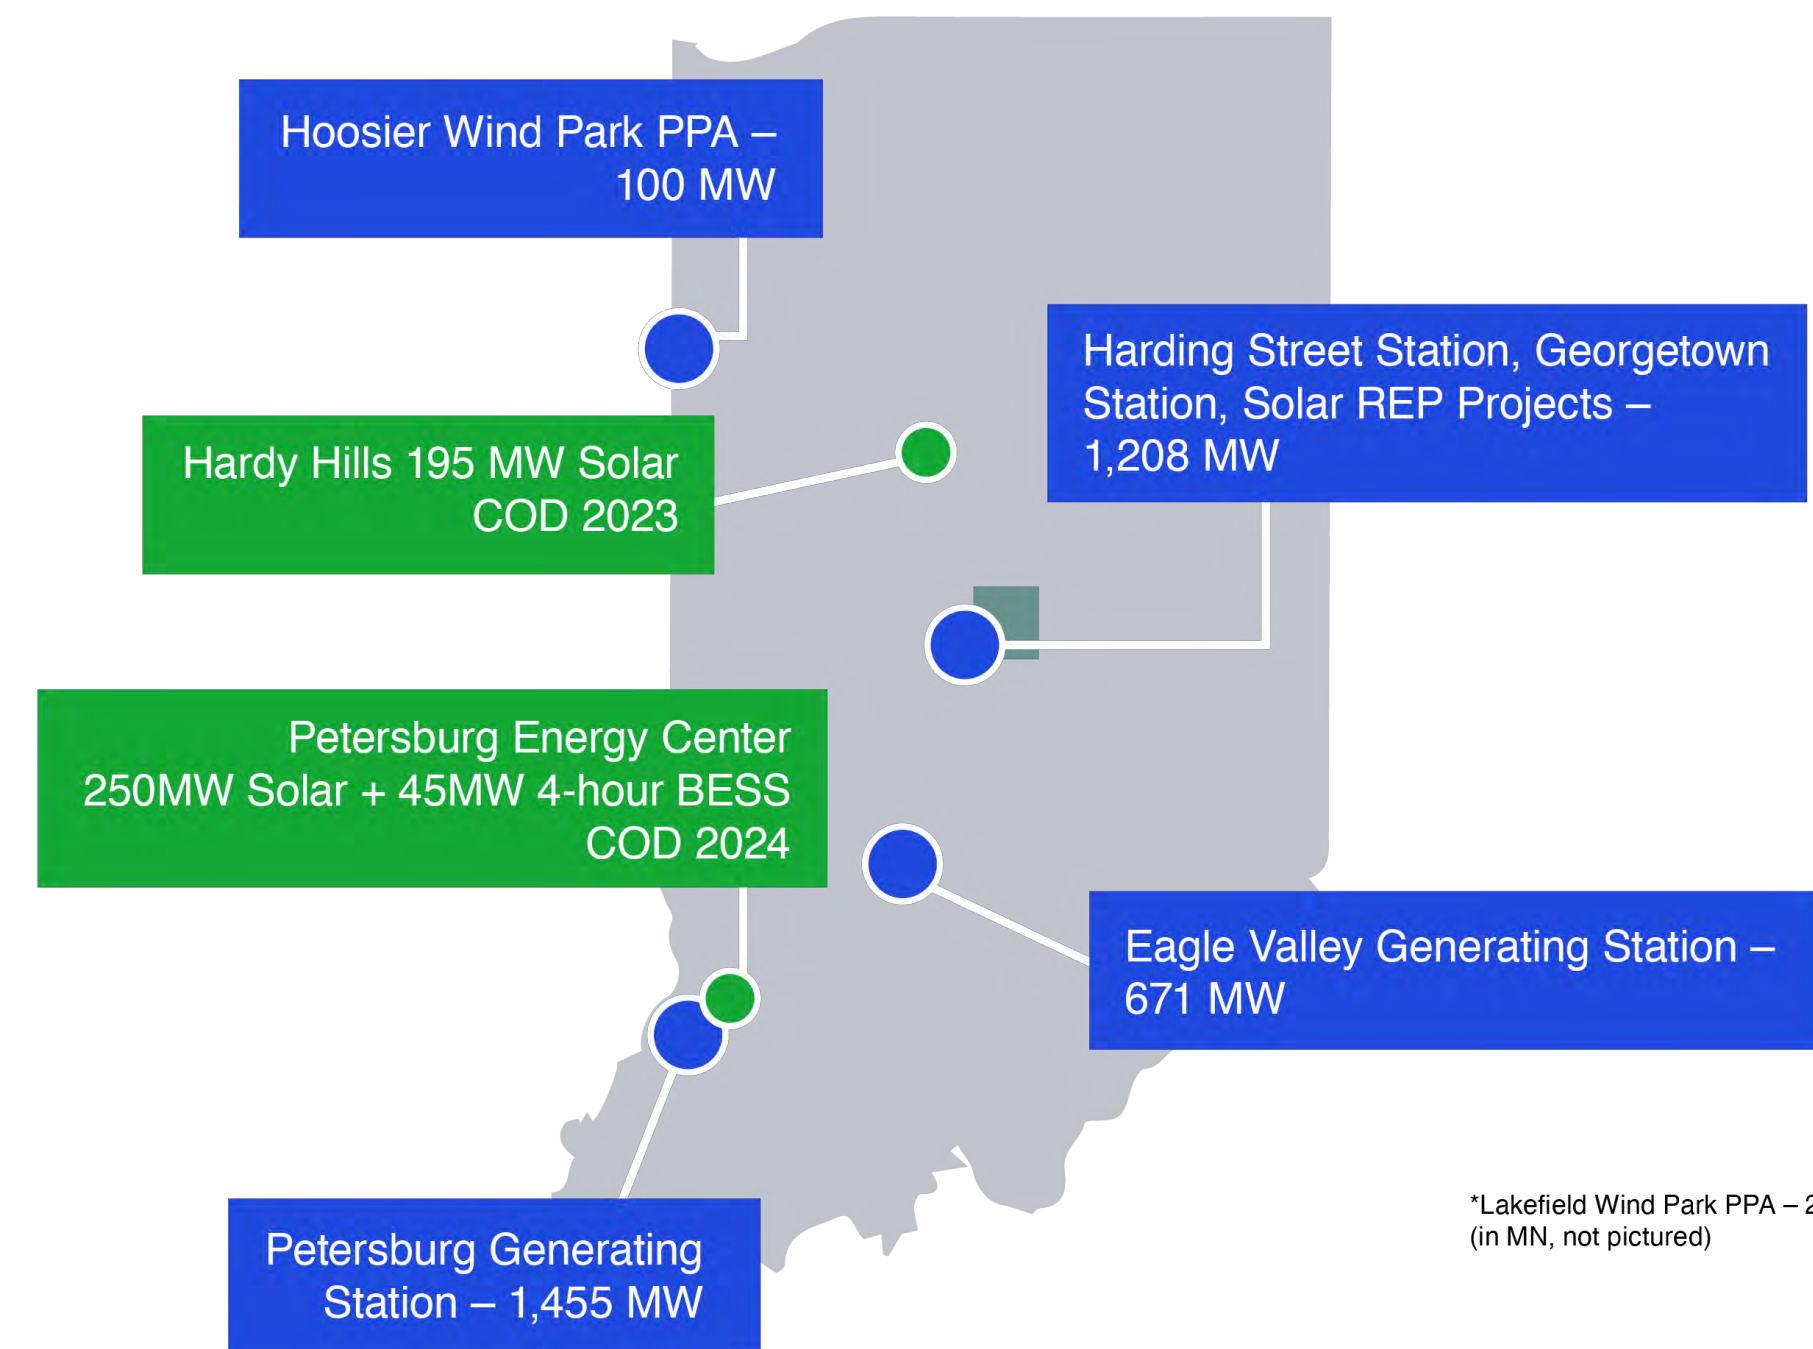 Hoosier Wind Park PPA –
100 MW
Harding Street Station, Georgetown
Station, Solar REP Projects –
1,208 MW
Hardy Hills 195 MW Solar
COD 2023
Petersburg Energy Center
250MW Solar + 45MW 4-hour BESS
COD 2024
Eagle Valley Generating Station –
671 MW
*Lakefield Wind Park PPA –
(in MN, not pictured)
Petersburg Generating
Station – 1,455 MW